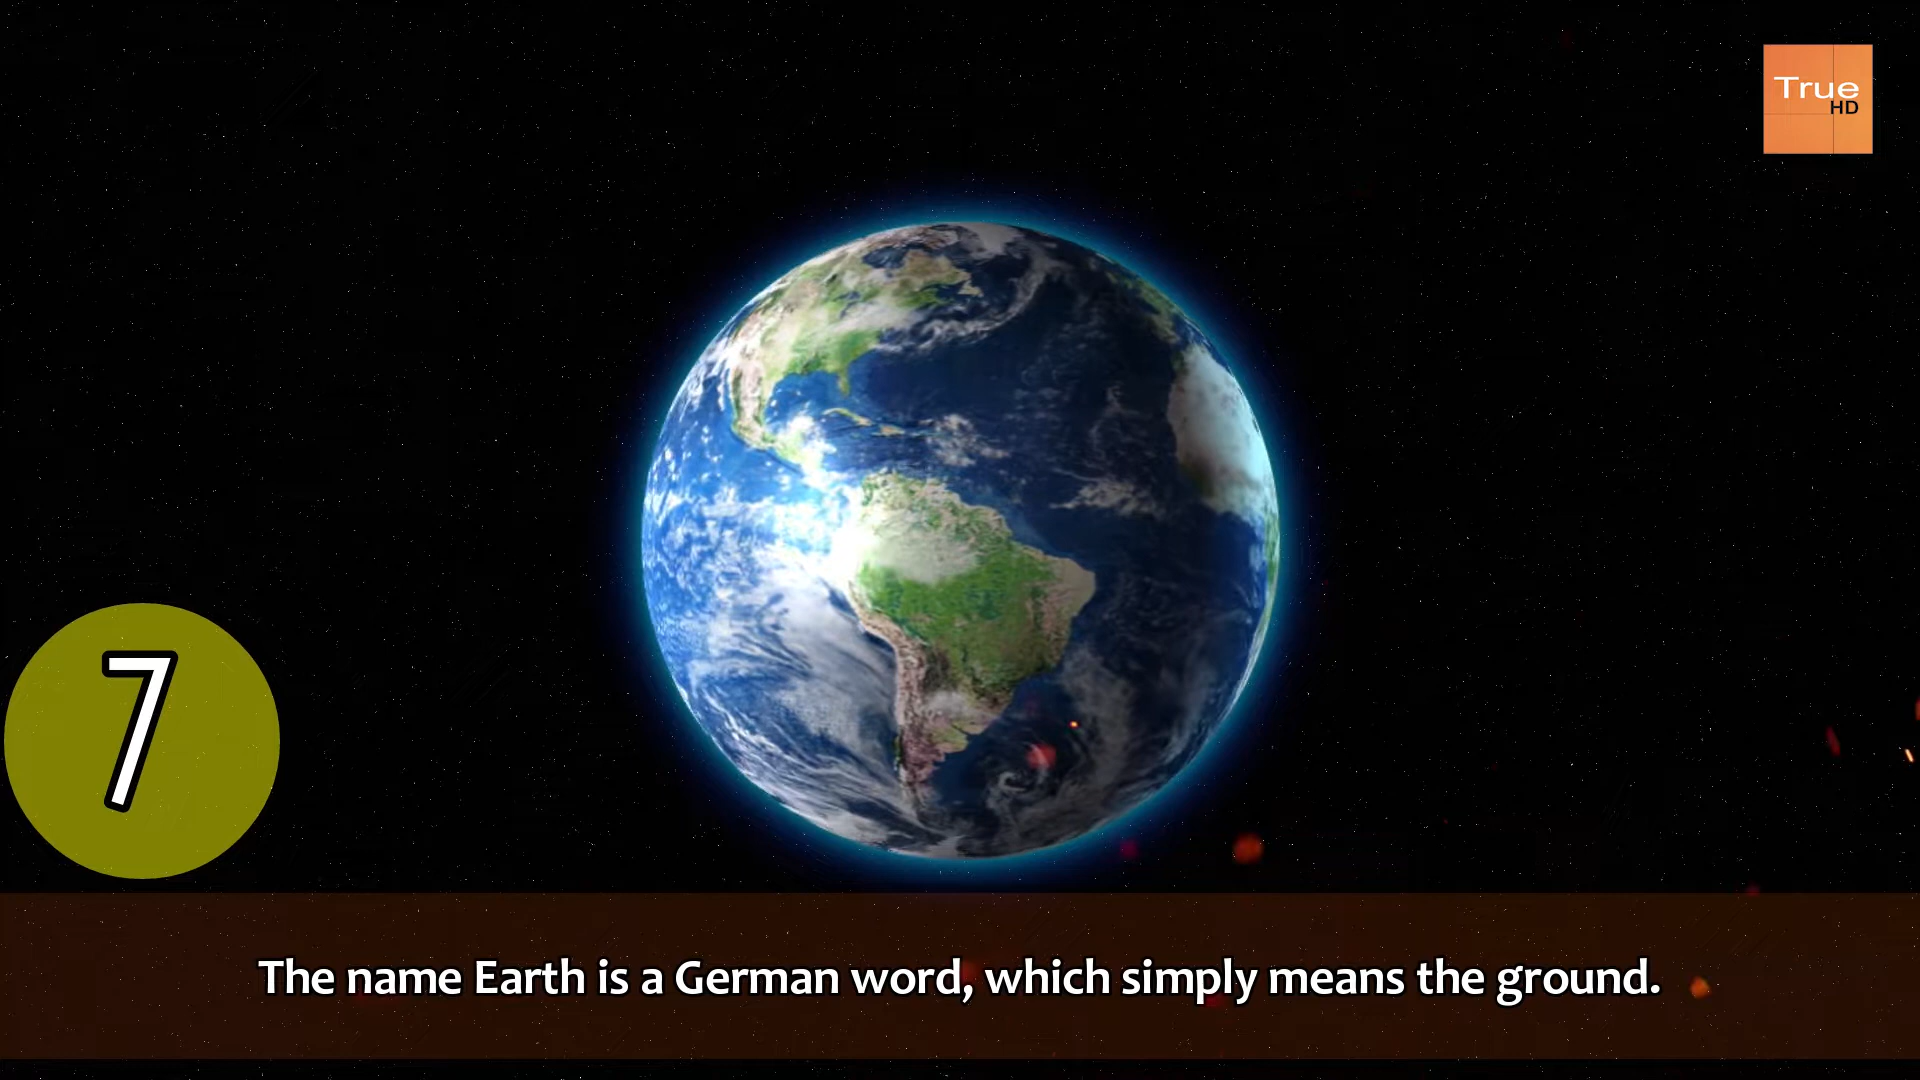 True
HD
7
The name Earth is a German word, which simply means the ground.